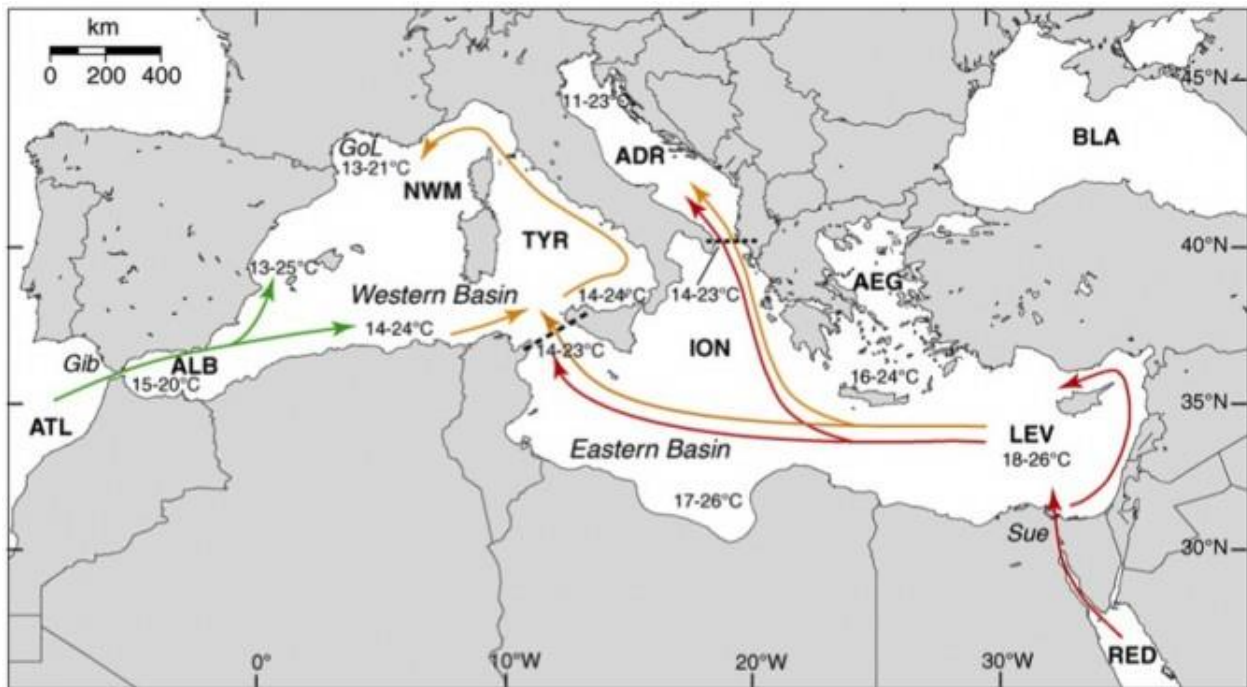 km
0 200 400
45°N
11-23°C
BLA
GoL
13-21°C
ADR
NWM
TYR
40°N
13-25°C
14-24°C
14-23°C
AEG
Western Basin
14-24°C
14-23°C
ION
Gib
ALB
15-20°C
16-24°C
35°N
ATL
LEV
Eastern Basin
18-26°C
17-26°C
Sue
30°N
0°
10°W
20°W
30°W
RED